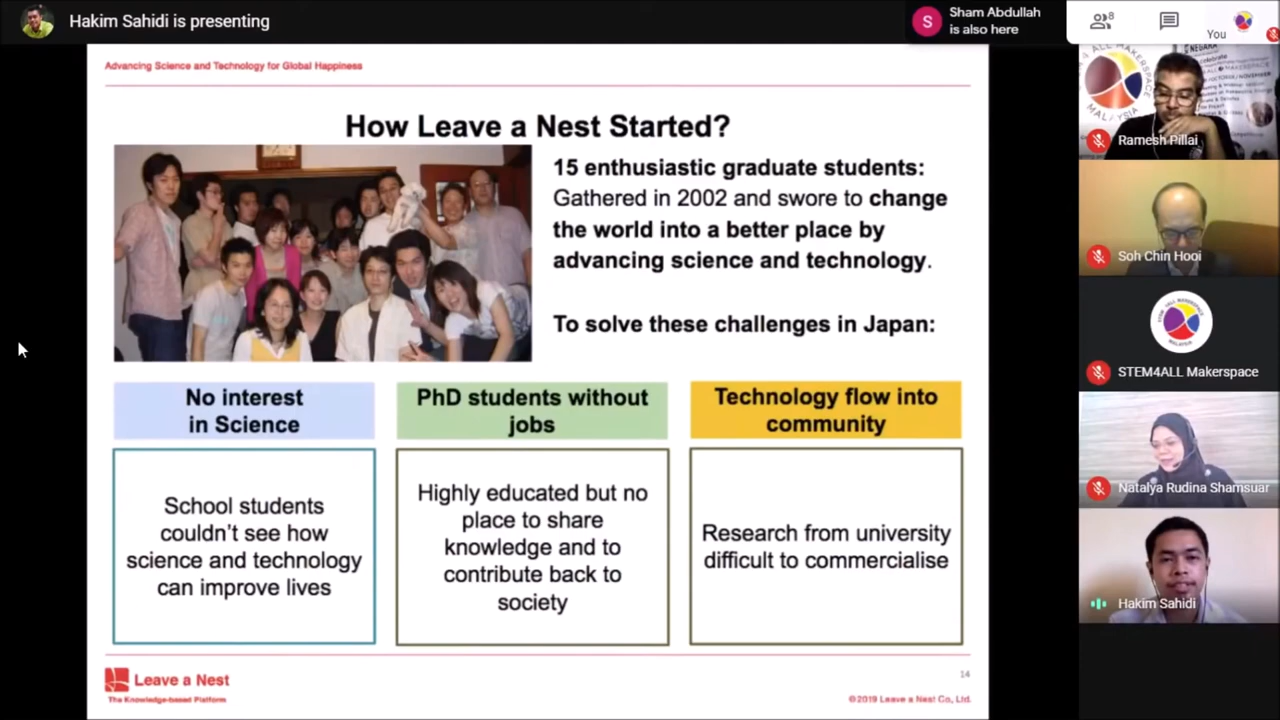 Hakim Sahidi is presenting
Sham Abdullah
is also here
S
8
You
Advancing Science and Technology for Global Happiness
How Leave a Nest Started?
15 enthusiastic graduate students:
Gathered in 2002 and swore to change
the world into a better place by
advancing science and technology.
To solve these challenges in Japan:
No interest
in Science
PhD students without
jobs
Technology flow into
community
School students
couldn't see how
science and technology
can improve lives
Highly educated but no
place to share
knowledge and to
contribute back to
society
Research from university
difficult to commercialise
Leave a Nest
The Knowledge-based Platform
14
©2019 Leave a Nest Co, Ltd.
NEGARA
celebrate
MAKERSPACE
MALAYSIA
Ramesh Pillai
Soh Chin Hooi
STEM4ALL Makerspace
Natalya Rudina Shamsuar
Hakim Sahidi